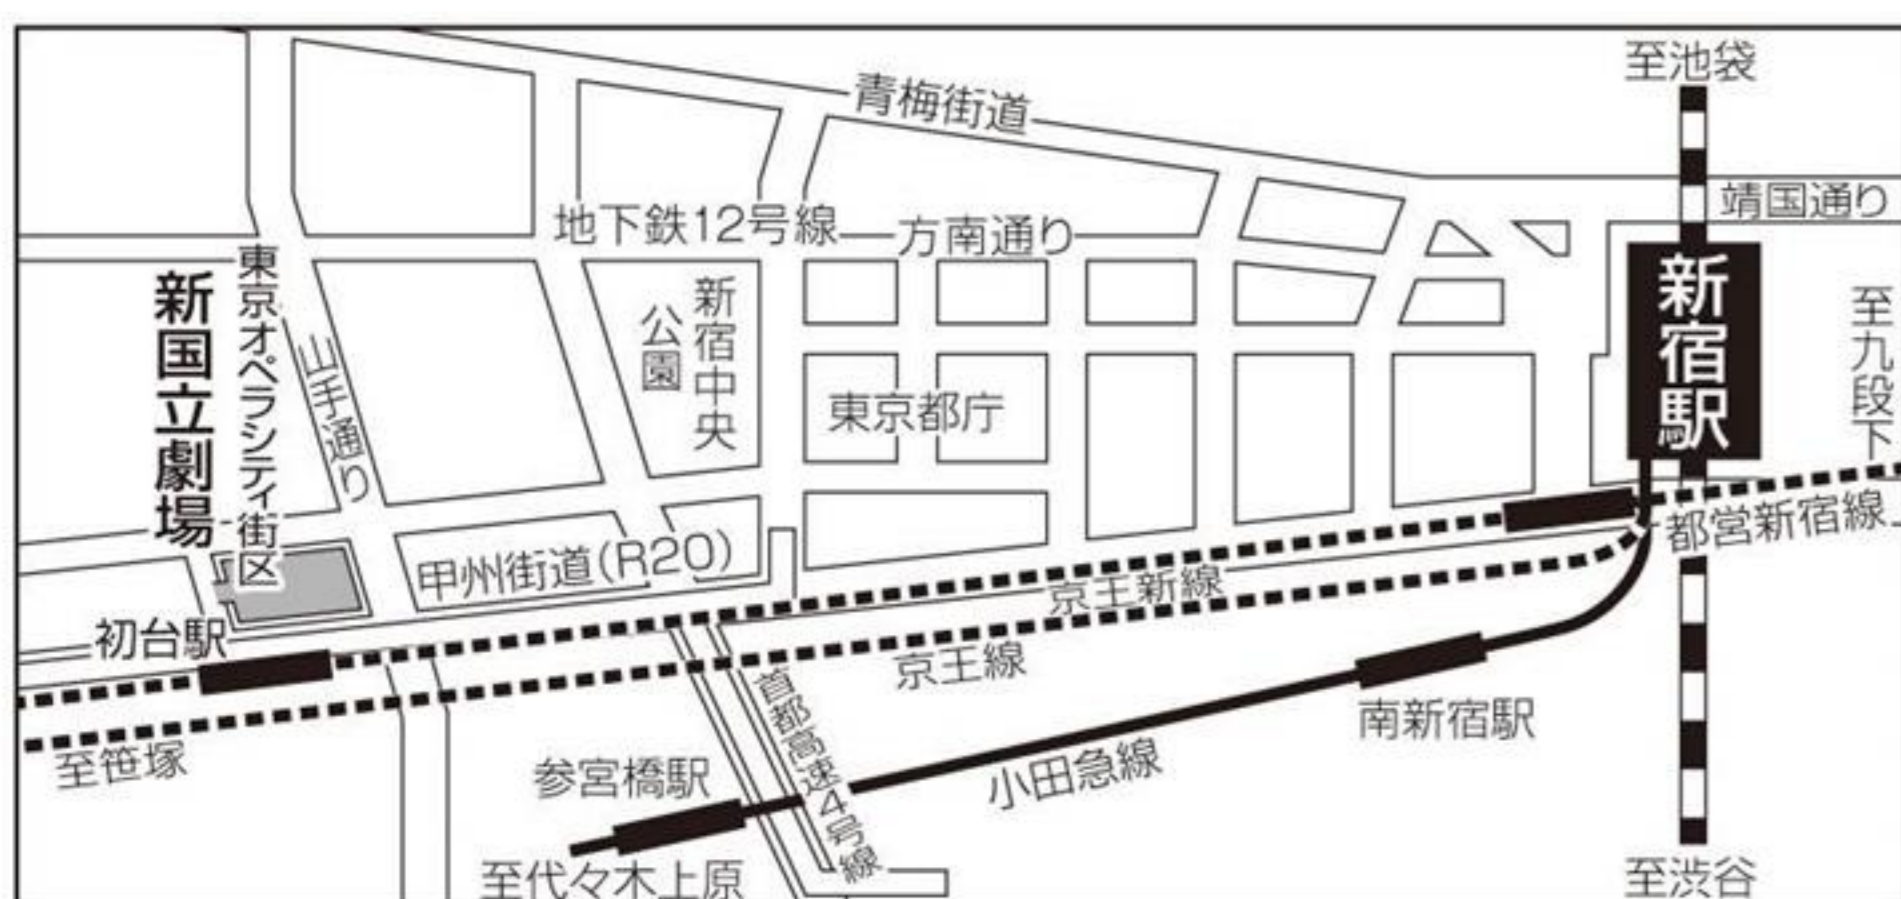 至池袋
青梅街道
靖国通り
地下鉄12号線
方南通り
新宿駅
至九段下
新国立劇場
東京オペラシティ街区
山手通り
新宿中央
公園
東京都庁
都営新宿線
甲州街道(R20)
京王新線
初台駅
京王線
南新宿駅
至笹塚
首都高速4号線
参宮橋駅
小田急線
至代々木上原
至渋谷